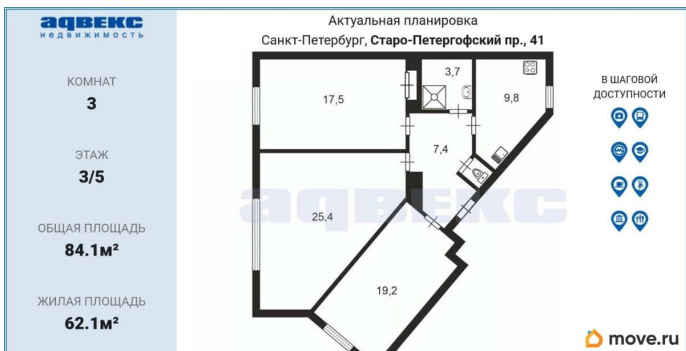 адвекс
НЕДВИЖИМОСТЬ
КОМНАТ
3
ЭТАЖ
3/5
ОБЩАЯ ПЛОЩАДЬ
84.1м²
ЖИЛАЯ ПЛОЩАДЬ
62.1м²
Актуальная планировка
Санкт-Петербург, Старо-Петергофский пр., 41
17,5
3,7
9,8
7,4
25,4
19,2
адвекс
В ШАГОВОЙ
ДОСТУПНОСТИ
move.ru